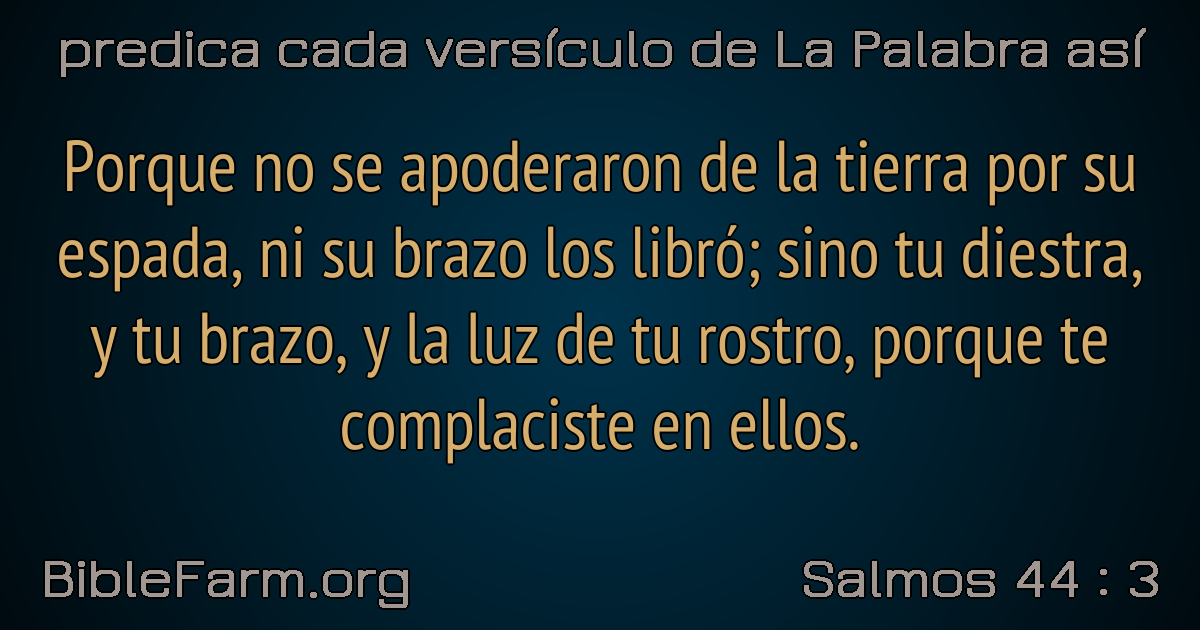 predica cada versículo de La Palabra así
Porque no se apoderaron de la tierra por su
espada, ni su brazo los libró; sino tu diestra,
y tu brazo, y la luz de tu rostro, porque te
complaciste en ellos.
BibleFarm.org
Salmos 44 : 3